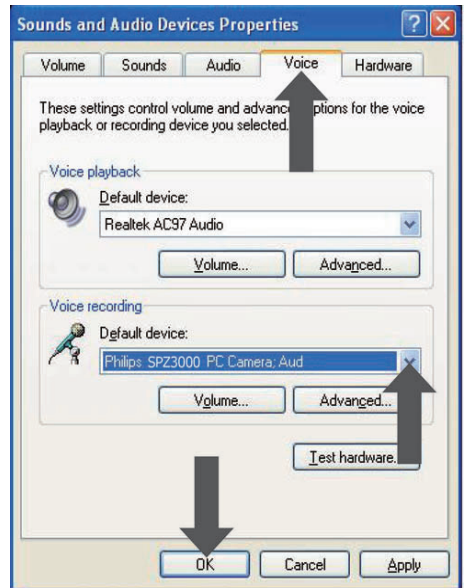 Sounds and Audio Devices Properties
Volume Sounds Audio Voice Hardware
These settings control volume and advanced options for the voice
playback or recording device you selected.
Voice playback
Default device:
Realtek AC97 Audio
Volume... Advanced...
Voice recording
Default device:
Philips SPZ3000 PC Camera; Aud
Volume... Advanced...
Test hardware...
OK Cancel Apply